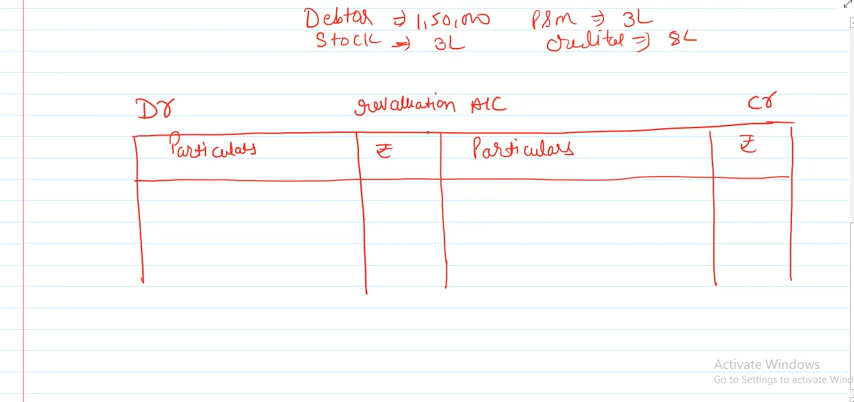 Debtor ⇒ 1,50,000 P&M ⇒ 3L
Stock → 3L Creditor ⇒ 8L
Dr revaluation A/C Cr
Particulars ₹ Particulars ₹
Activate Windows
Go to Settings to activate Wind